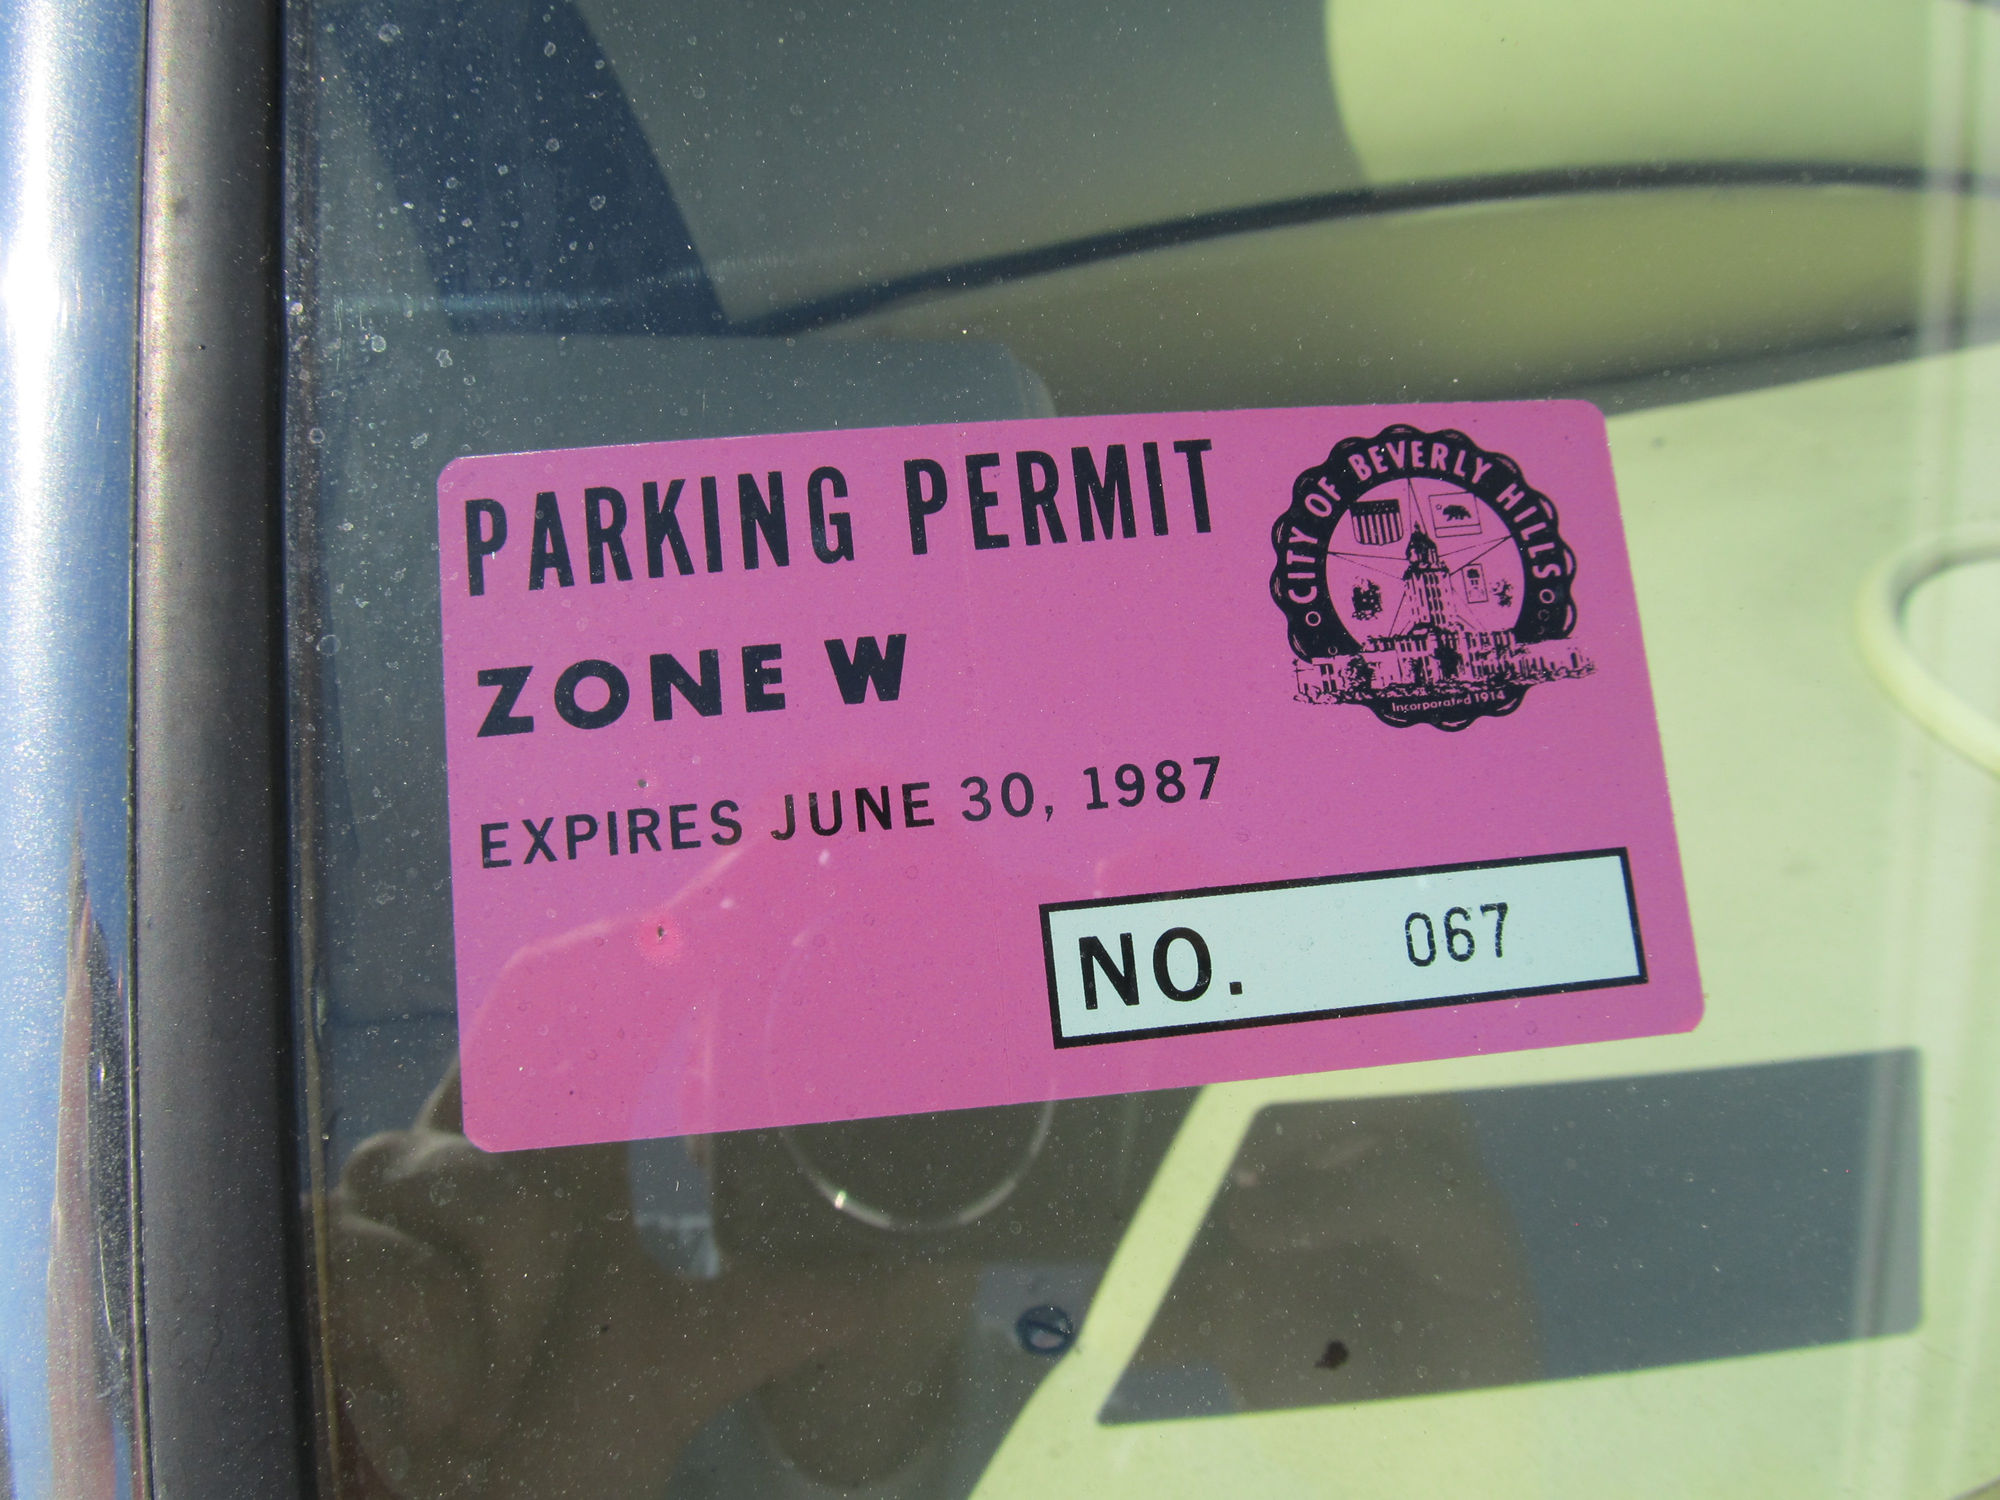 PARKING PERMIT
CITY OF BEVERLY HILLS
Incorporated 1914
ZONE W
EXPIRES JUNE 30, 1987
NO. 067